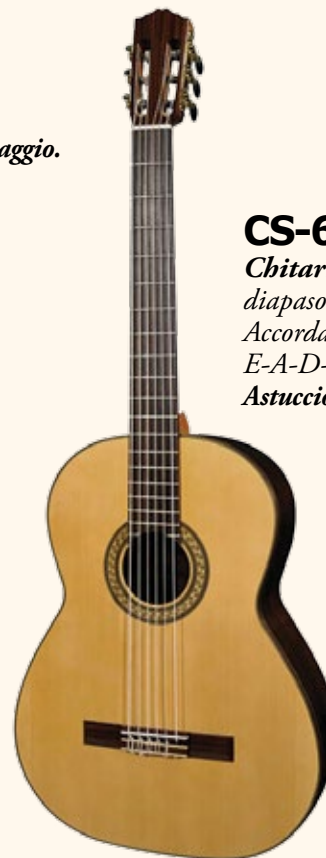 aggio.
CS-6
Chitar
diapaso
Accorda
E-A-D-
Astuccio